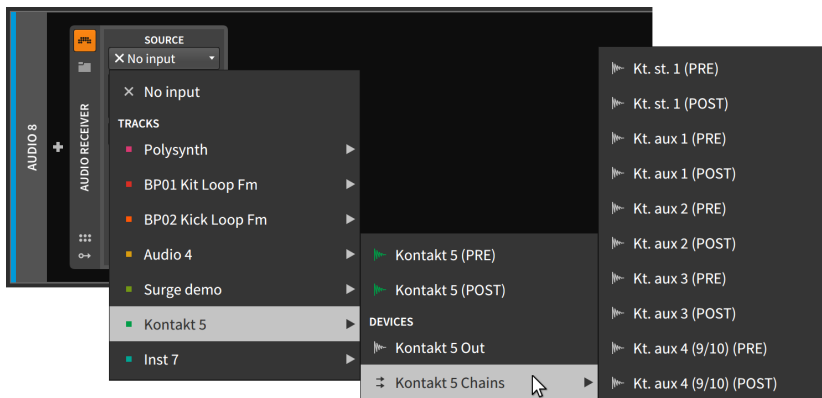 AUDIO 8
AUDIO RECEIVER
SOURCE
No input
No input
TRACKS
Polysynth
BP01 Kit Loop Fm
BP02 Kick Loop Fm
Audio 4
Surge demo
Kontakt 5
Inst 7
Kontakt 5 (PRE)
Kontakt 5 (POST)
DEVICES
Kontakt 5 Out
Kontakt 5 Chains
Kt. st. 1 (PRE)
Kt. st. 1 (POST)
Kt. aux 1 (PRE)
Kt. aux 1 (POST)
Kt. aux 2 (PRE)
Kt. aux 2 (POST)
Kt. aux 3 (PRE)
Kt. aux 3 (POST)
Kt. aux 4 (9/10) (PRE)
Kt. aux 4 (9/10) (POST)